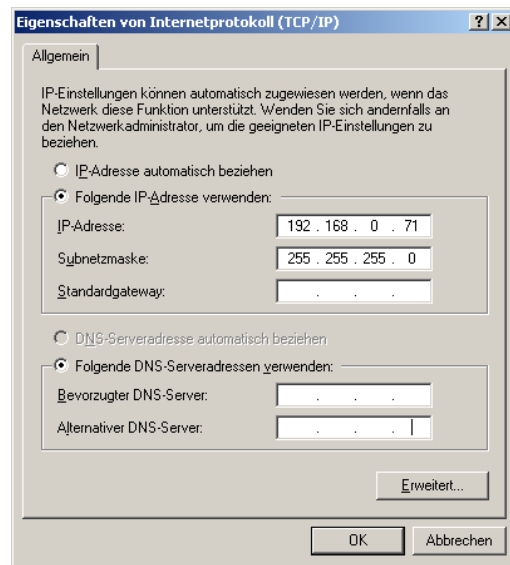 Eigenschaften von Internetprotokoll (TCP/IP)
Allgemein
IP-Einstellungen können automatisch zugewiesen werden, wenn das
Netzwerk diese Funktion unterstützt. Wenden Sie sich andernfalls an
den Netzwerkadministrator, um die geeigneten IP-Einstellungen zu
beziehen.
IP-Adresse automatisch beziehen
Folgende IP-Adresse verwenden:
IP-Adresse: 192 . 168 . 0 . 71
Subnetzmaske: 255 . 255 . 255 . 0
Standardgateway: . . .
DNS-Serveradresse automatisch beziehen
Folgende DNS-Serveradressen verwenden:
Bevorzugter DNS-Server: . . .
Alternativer DNS-Server: . . .
Erweitert...
OK Abbrechen